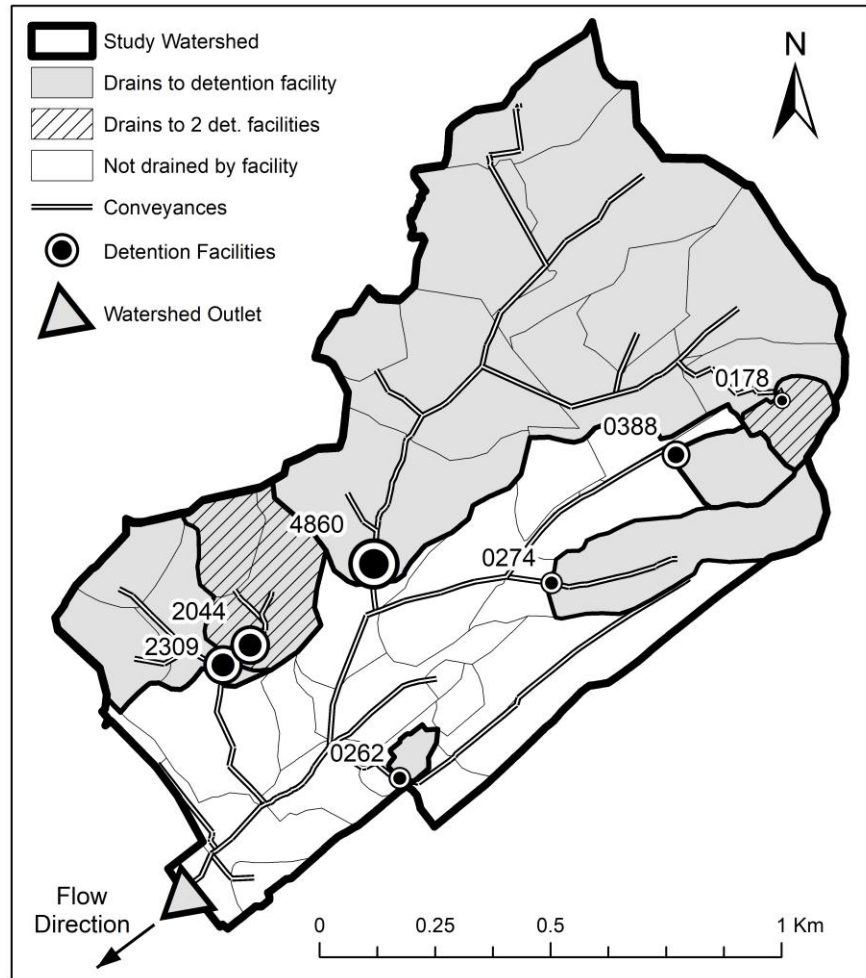 Study Watershed
Drains to detention facility
Drains to 2 det. facilities
Not drained by facility
Conveyances
Detention Facilities
Watershed Outlet
N
0178
0388
4860
0274
2044
2309
0262
Flow
Direction
0 0.25 0.5 1 Km